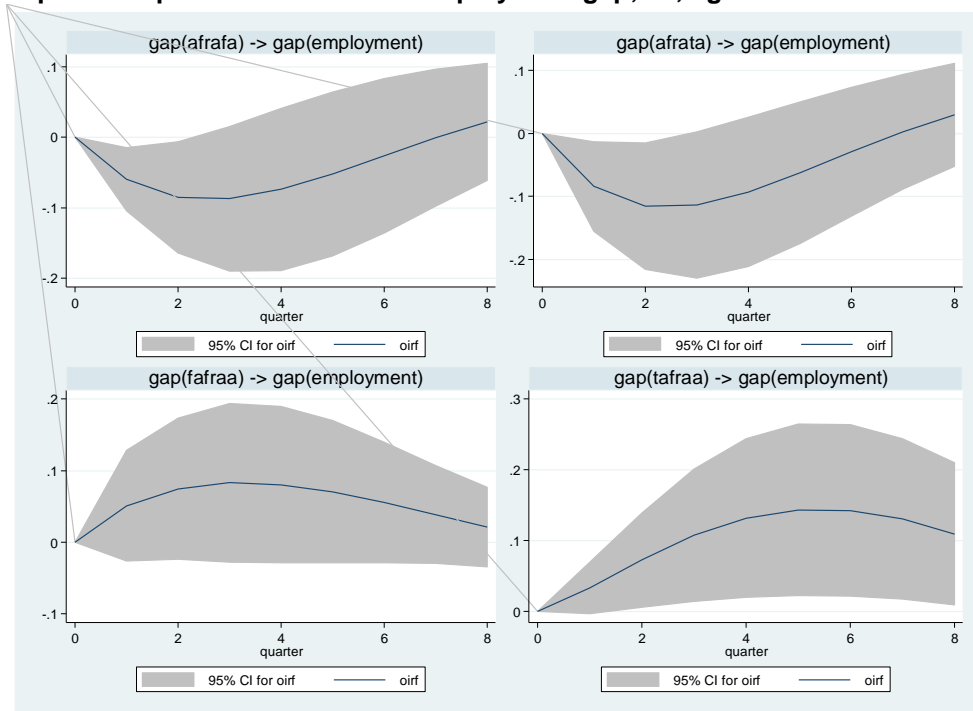 gap(afrafa) -> gap(employment)
.1
0
-.1
-.2
0 2 4 6 8
quarter
95% CI for oirf oirf
gap(afrata) -> gap(employment)
.1
0
-.1
-.2
0 2 4 6 8
quarter
95% CI for oirf oirf
gap(fafraa) -> gap(employment)
.2
.1
0
-.1
0 2 4 6 8
quarter
95% CI for oirf oirf
gap(tafraa) -> gap(employment)
.3
.2
.1
0
0 2 4 6 8
quarter
95% CI for oirf oirf